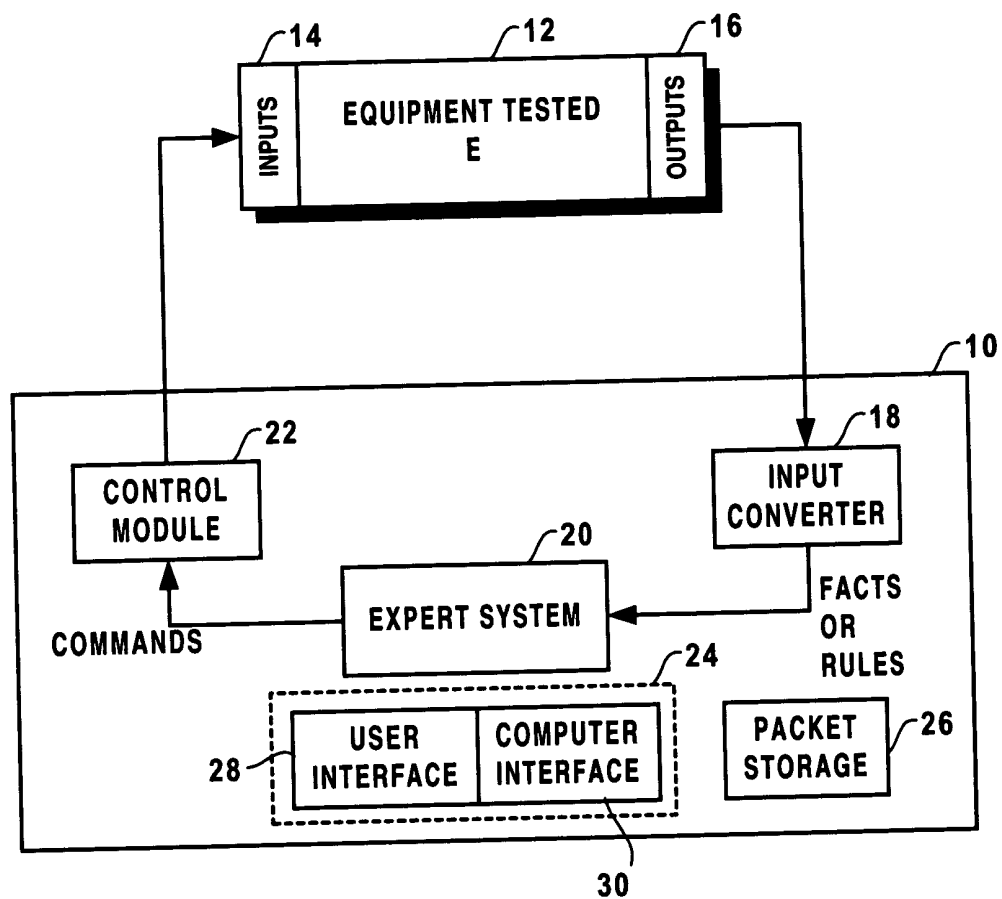 14
12
16
INPUTS
EQUIPMENT TESTED
E
OUTPUTS
10
22
CONTROL
MODULE
18
INPUT
CONVERTER
20
EXPERT SYSTEM
COMMANDS
FACTS
OR
RULES
24
28
USER
INTERFACE
COMPUTER
INTERFACE
30
PACKET
STORAGE
26